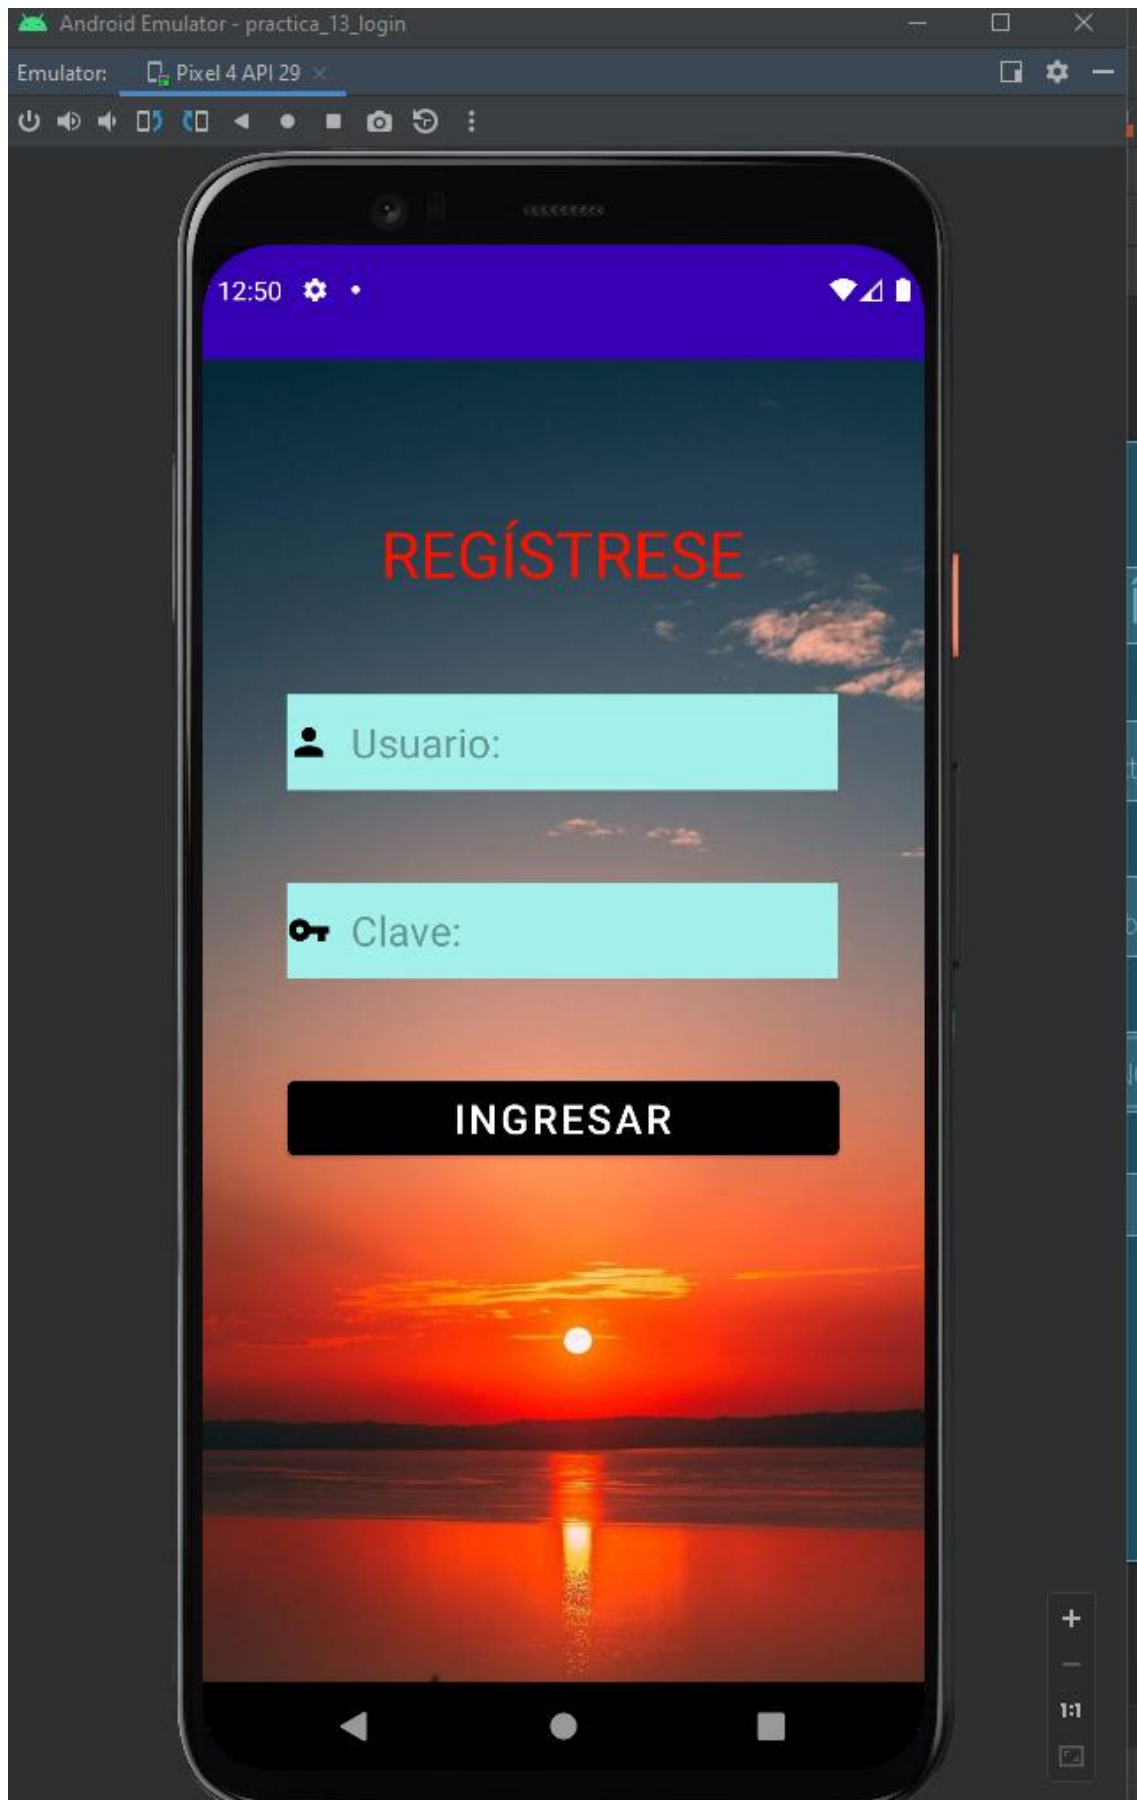 Android Emulator - practica_13_login
Emulator: Pixel 4 API 29
12:50
REGÍSTRESE
Usuario:
Clave:
INGRESAR
1:1